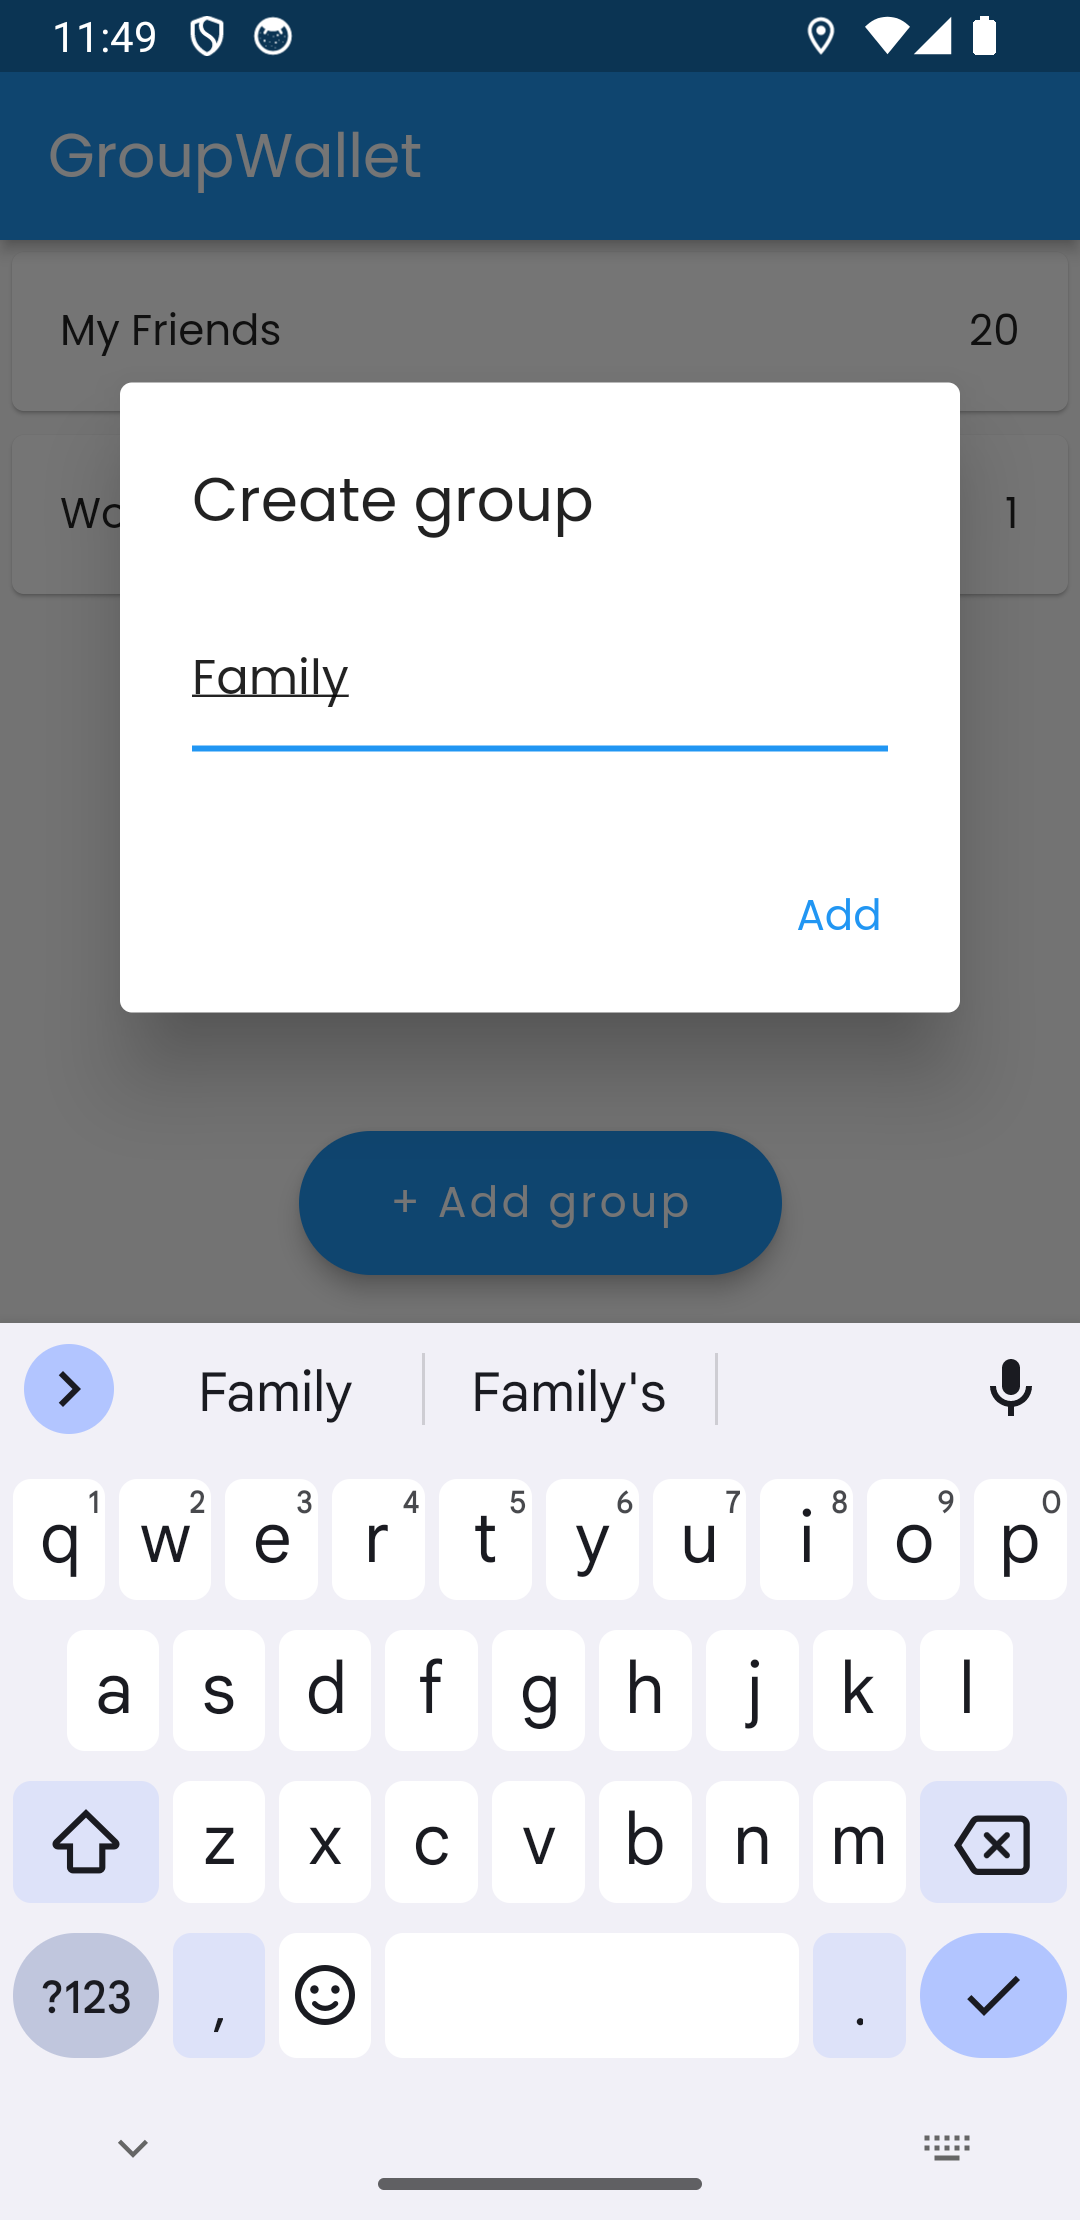 11:49
GroupWallet
My Friends 20
1
Create group
Family
Add
+ Add group
Family Family's
q1 w2 e3 r4 t5 y6 u7 i8 o9 p0
a s d f g h j k l
z x c v b n m
?123 , .